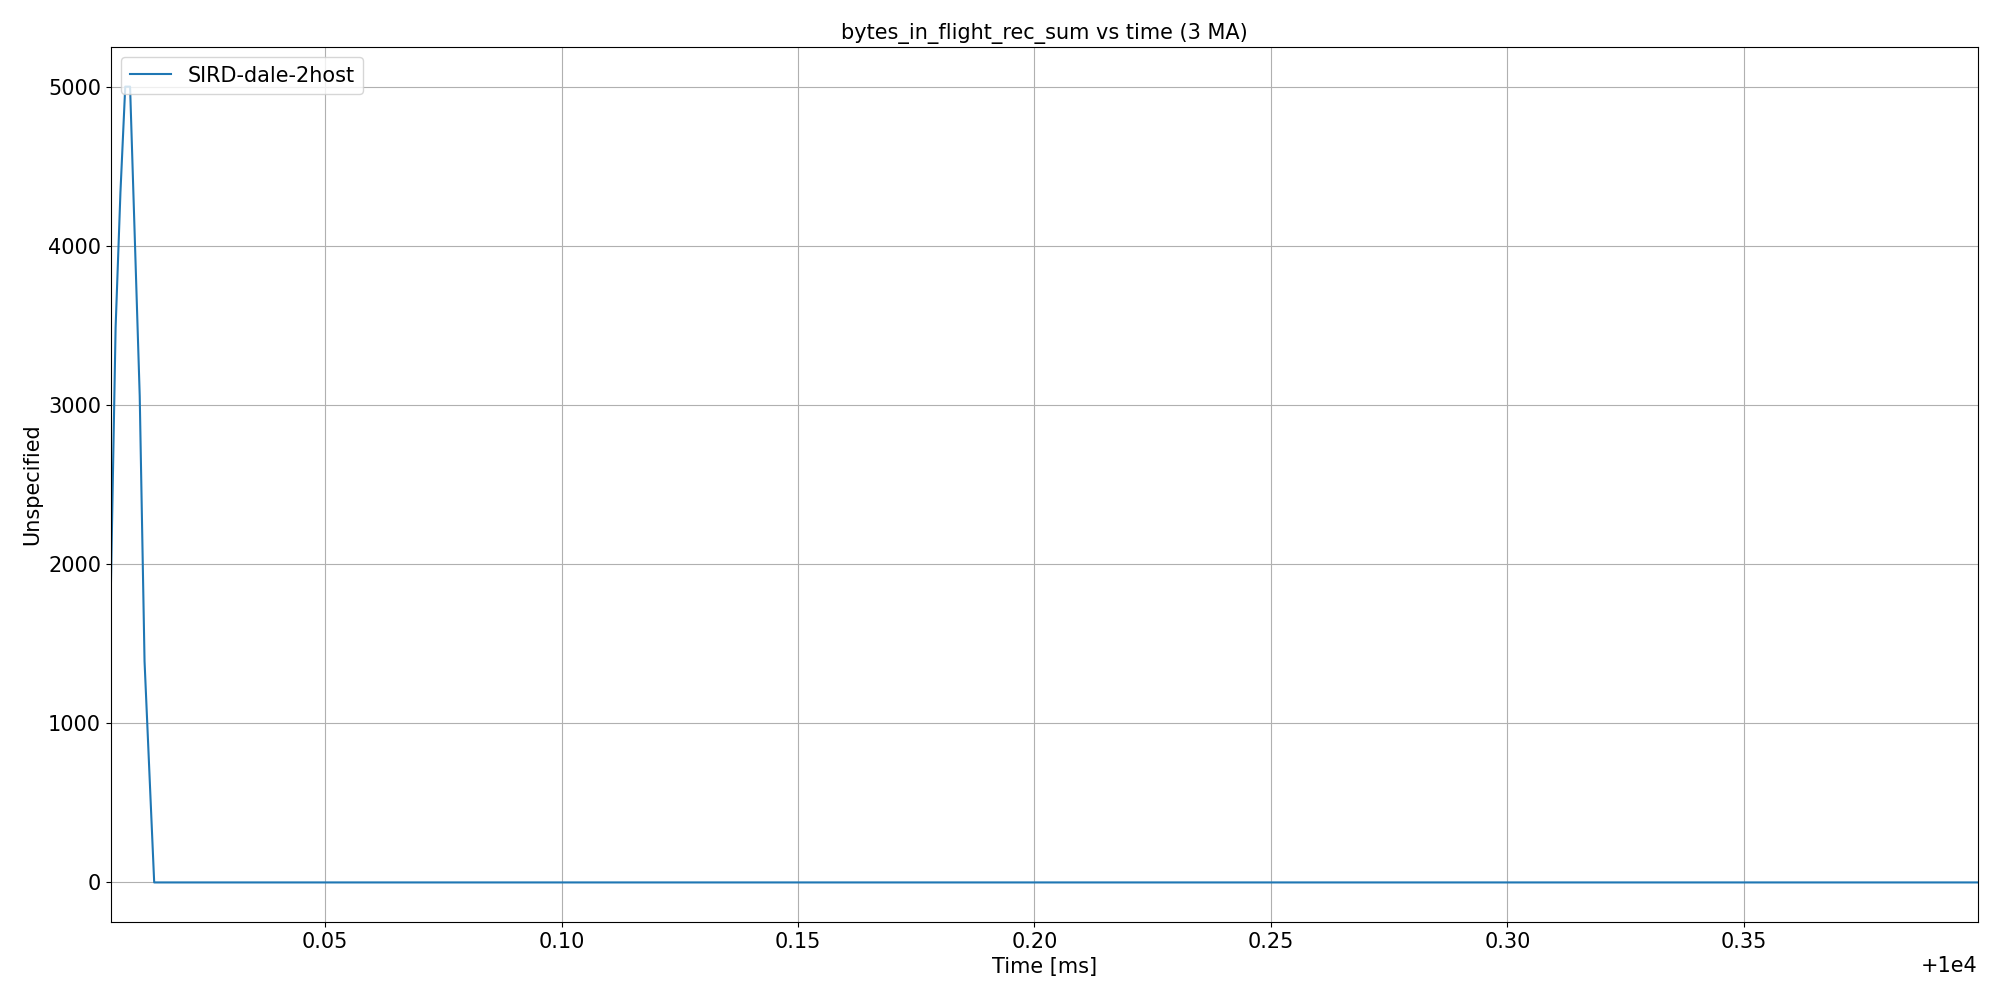 bytes_in_flight_rec_sum vs time (3 MA)
SIRD-dale-2host
5000
4000
3000
2000
1000
0
Unspecified
0.05 0.10 0.15 0.20 0.25 0.30 0.35
Time [ms]
+1e4